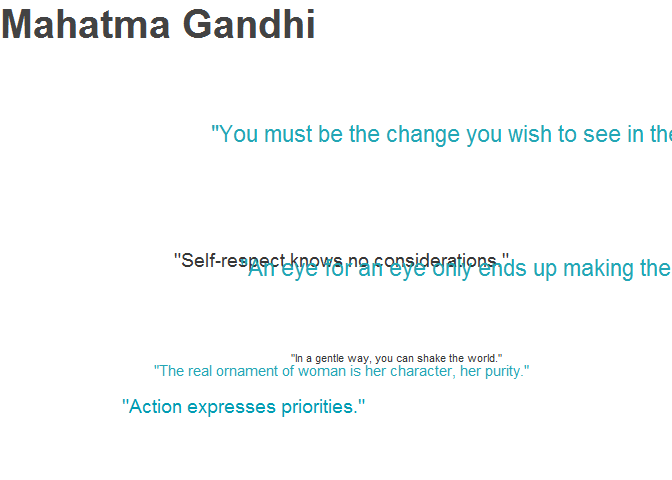 Mahatma Gandhi
"You must be the change you wish to see in the
"Self-respect knows no considerations."
"An eye for an eye only ends up making the
"In a gentle way, you can shake the world."
"The real ornament of woman is her character, her purity."
"Action expresses priorities."